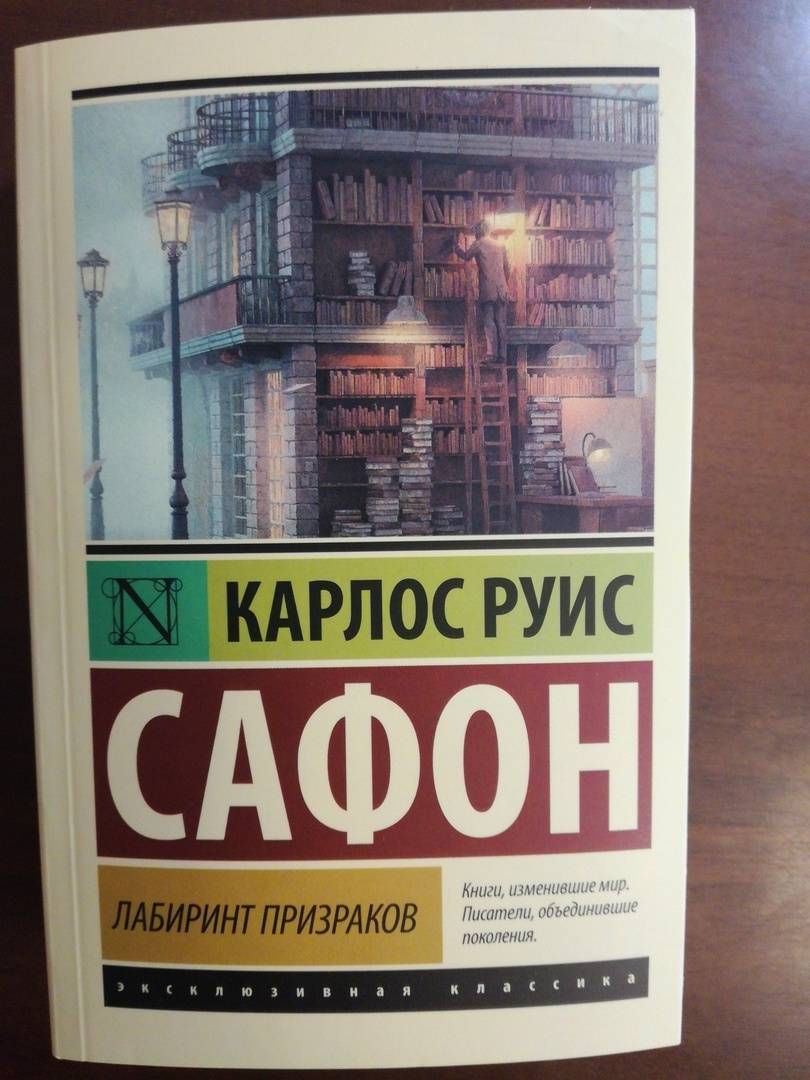 N
КАРЛОС РУИС
САФОН
ЛАБИРИНТ ПРИЗРАКОВ
Книги, изменившие мир.
Писатели, объединившие
поколения.
эксклюзивная классика